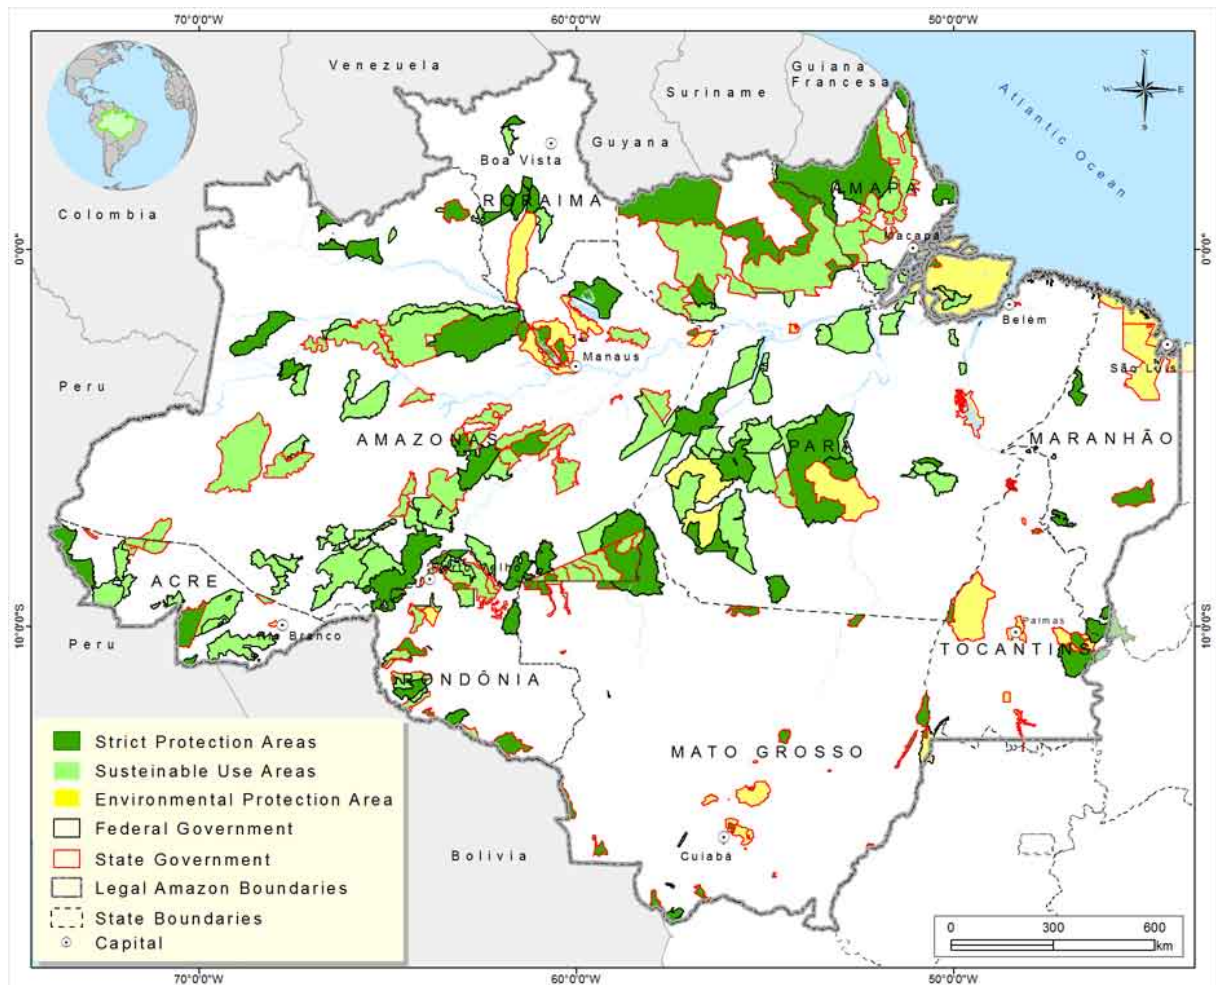 70°0'0"W
60°0'0"W
50°0'0"W
Venezuela
Guiana
Francesa
Suriname
Guyana
Atlantic Ocean
N
W
E
S
Colombia
Boa Vista
RORAIMA
AMAPÁ
Macapá
0°0'0"
0°0'0"
Belém
Manaus
São Luís
Peru
AMAZONAS
PARÁ
MARANHÃO
Porto Velho
ACRE
Rio Branco
10°0'0"S
10°0'0"S
Peru
Palmas
TOCANTINS
RONDÔNIA
MATO GROSSO
Cuiabá
Bolivia
Strict Protection Areas
Susteinable Use Areas
Environmental Protection Area
Federal Government
State Government
Legal Amazon Boundaries
State Boundaries
Capital
0 300 600
km
70°0'0"W
60°0'0"W
50°0'0"W